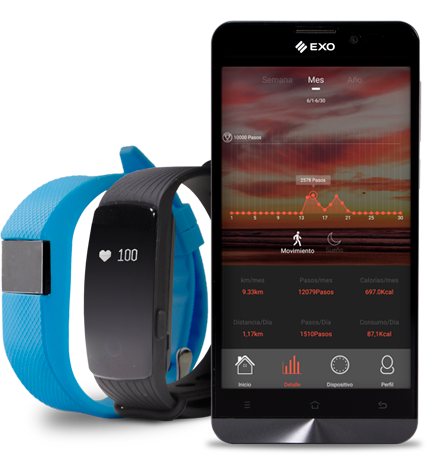 EXO
Semana Mes Año
6/1-6/30
10000 Pasos
2578 Pasos
1 5 9 13 17 21 25 30
Movimiento Sueño
km/mes Pasos/mes Calorías/mes
9.33km 12079Pasos 697.0Kcal
Distancia/Día Pasos/Día Consumo/Día
1,17km 1510Pasos 87,1Kcal
Inicio Detalle Dispositivo Perfil
100